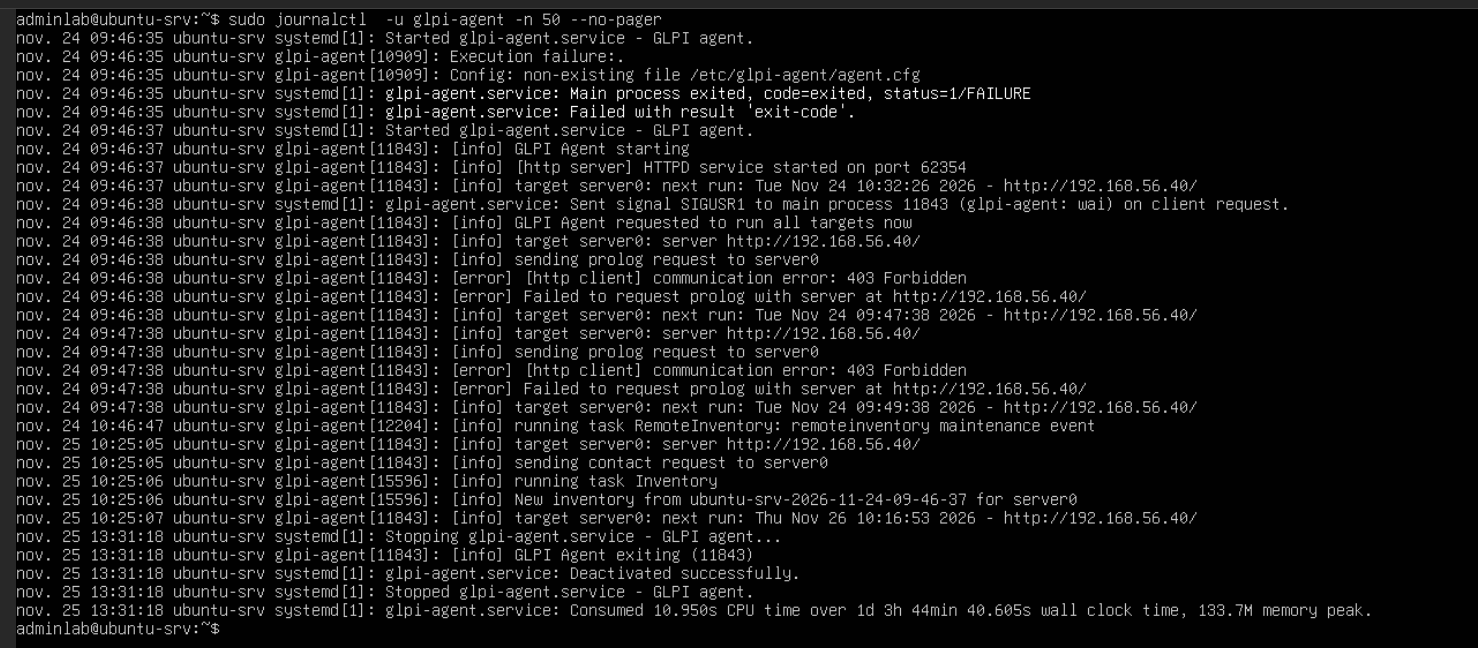 adminlab@ubuntu-srv:~$ sudo journalctl  -u glpi-agent -n 50 --no-pager
nov. 24 09:46:35 ubuntu-srv systemd[1]: Started glpi-agent.service - GLPI agent.
nov. 24 09:46:35 ubuntu-srv glpi-agent[10909]: Execution failure:.
nov. 24 09:46:35 ubuntu-srv glpi-agent[10909]: Config: non-existing file /etc/glpi-agent/agent.cfg
nov. 24 09:46:35 ubuntu-srv systemd[1]: glpi-agent.service: Main process exited, code=exited, status=1/FAILURE
nov. 24 09:46:35 ubuntu-srv systemd[1]: glpi-agent.service: Failed with result 'exit-code'.
nov. 24 09:46:37 ubuntu-srv systemd[1]: Started glpi-agent.service - GLPI agent.
nov. 24 09:46:37 ubuntu-srv glpi-agent[11843]: [info] GLPI Agent starting
nov. 24 09:46:37 ubuntu-srv glpi-agent[11843]: [info] [http server] HTTPD service started on port 62354
nov. 24 09:46:37 ubuntu-srv glpi-agent[11843]: [info] target server0: next run: Tue Nov 24 10:32:26 2026 - http://192.168.56.40/
nov. 24 09:46:38 ubuntu-srv systemd[1]: glpi-agent.service: Sent signal SIGUSR1 to main process 11843 (glpi-agent: wai) on client request.
nov. 24 09:46:38 ubuntu-srv glpi-agent[11843]: [info] GLPI Agent requested to run all targets now
nov. 24 09:46:38 ubuntu-srv glpi-agent[11843]: [info] target server0: server http://192.168.56.40/
nov. 24 09:46:38 ubuntu-srv glpi-agent[11843]: [info] sending prolog request to server0
nov. 24 09:46:38 ubuntu-srv glpi-agent[11843]: [error] [http client] communication error: 403 Forbidden
nov. 24 09:46:38 ubuntu-srv glpi-agent[11843]: [error] Failed to request prolog with server at http://192.168.56.40/
nov. 24 09:46:38 ubuntu-srv glpi-agent[11843]: [info] target server0: next run: Tue Nov 24 09:47:38 2026 - http://192.168.56.40/
nov. 24 09:47:38 ubuntu-srv glpi-agent[11843]: [info] target server0: server http://192.168.56.40/
nov. 24 09:47:38 ubuntu-srv glpi-agent[11843]: [info] sending prolog request to server0
nov. 24 09:47:38 ubuntu-srv glpi-agent[11843]: [error] [http client] communication error: 403 Forbidden
nov. 24 09:47:38 ubuntu-srv glpi-agent[11843]: [error] Failed to request prolog with server at http://192.168.56.40/
nov. 24 09:47:38 ubuntu-srv glpi-agent[11843]: [info] target server0: next run: Tue Nov 24 09:49:38 2026 - http://192.168.56.40/
nov. 24 10:46:47 ubuntu-srv glpi-agent[12204]: [info] running task RemoteInventory: remoteinventory maintenance event
nov. 25 10:25:05 ubuntu-srv glpi-agent[11843]: [info] target server0: server http://192.168.56.40/
nov. 25 10:25:05 ubuntu-srv glpi-agent[11843]: [info] sending contact request to server0
nov. 25 10:25:06 ubuntu-srv glpi-agent[15596]: [info] running task Inventory
nov. 25 10:25:06 ubuntu-srv glpi-agent[15596]: [info] New inventory from ubuntu-srv-2026-11-24-09-46-37 for server0
nov. 25 10:25:07 ubuntu-srv glpi-agent[11843]: [info] target server0: next run: Thu Nov 26 10:16:53 2026 - http://192.168.56.40/
nov. 25 13:31:18 ubuntu-srv systemd[1]: Stopping glpi-agent.service - GLPI agent...
nov. 25 13:31:18 ubuntu-srv glpi-agent[11843]: [info] GLPI Agent exiting (11843)
nov. 25 13:31:18 ubuntu-srv systemd[1]: glpi-agent.service: Deactivated successfully.
nov. 25 13:31:18 ubuntu-srv systemd[1]: Stopped glpi-agent.service - GLPI agent.
nov. 25 13:31:18 ubuntu-srv systemd[1]: glpi-agent.service: Consumed 10.950s CPU time over 1d 3h 44min 40.605s wall clock time, 133.7M memory peak.
adminlab@ubuntu-srv:~$